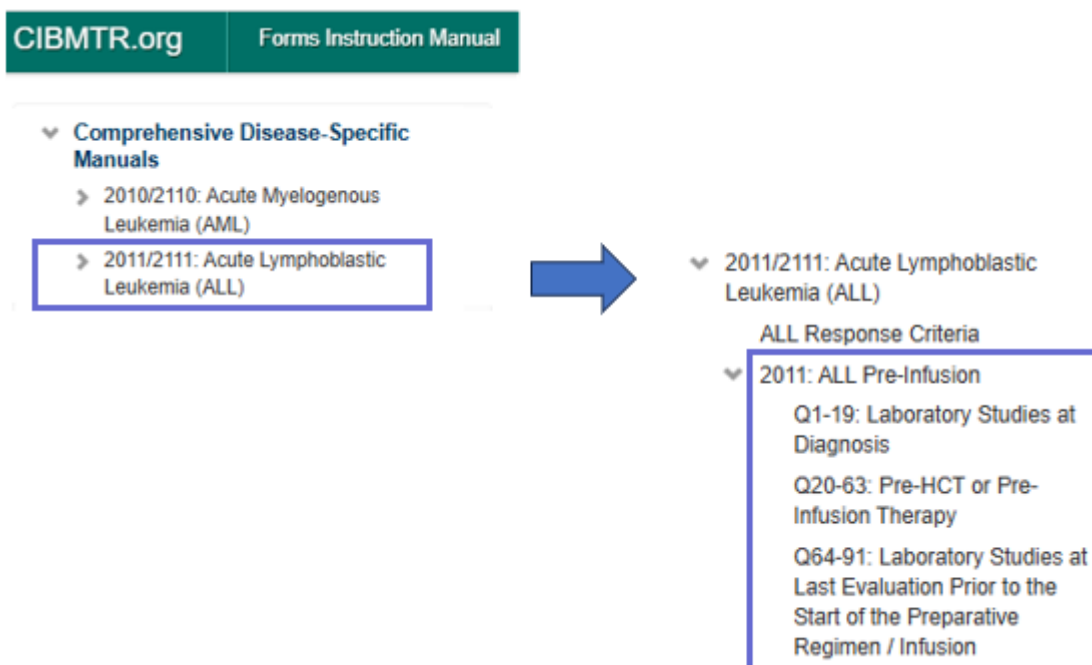 CIBMTR.org
Forms Instruction Manual
Comprehensive Disease-Specific
Manuals
2010/2110: Acute Myelogenous
Leukemia (AML)
2011/2111: Acute Lymphoblastic
Leukemia (ALL)
2011/2111: Acute Lymphoblastic
Leukemia (ALL)
ALL Response Criteria
2011: ALL Pre-Infusion
Q1-19: Laboratory Studies at
Diagnosis
Q20-63: Pre-HCT or Pre-
Infusion Therapy
Q64-91: Laboratory Studies at
Last Evaluation Prior to the
Start of the Preparative
Regimen / Infusion